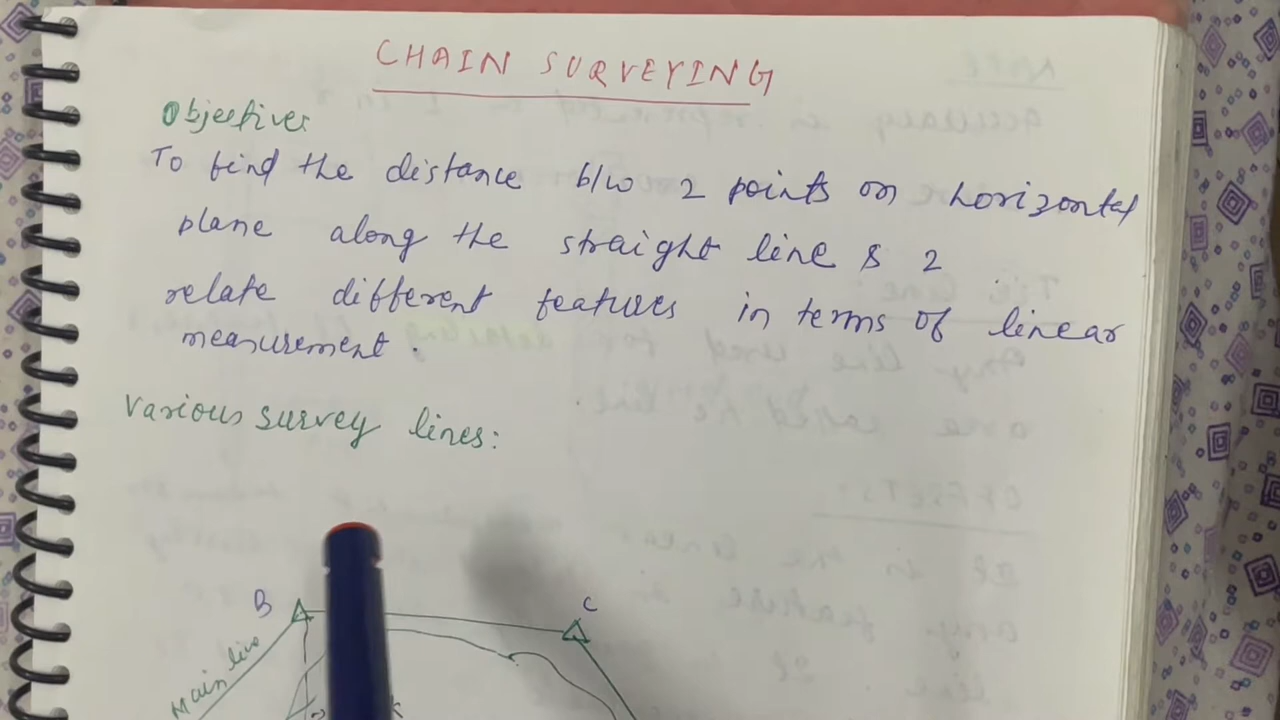 CHAIN SURVEYING
Objective:
To find the distance b/w 2 points on horizontal
plane along the straight line & 2
relate different features in terms of linear
measurement.
Various survey lines:
B
C
Main line